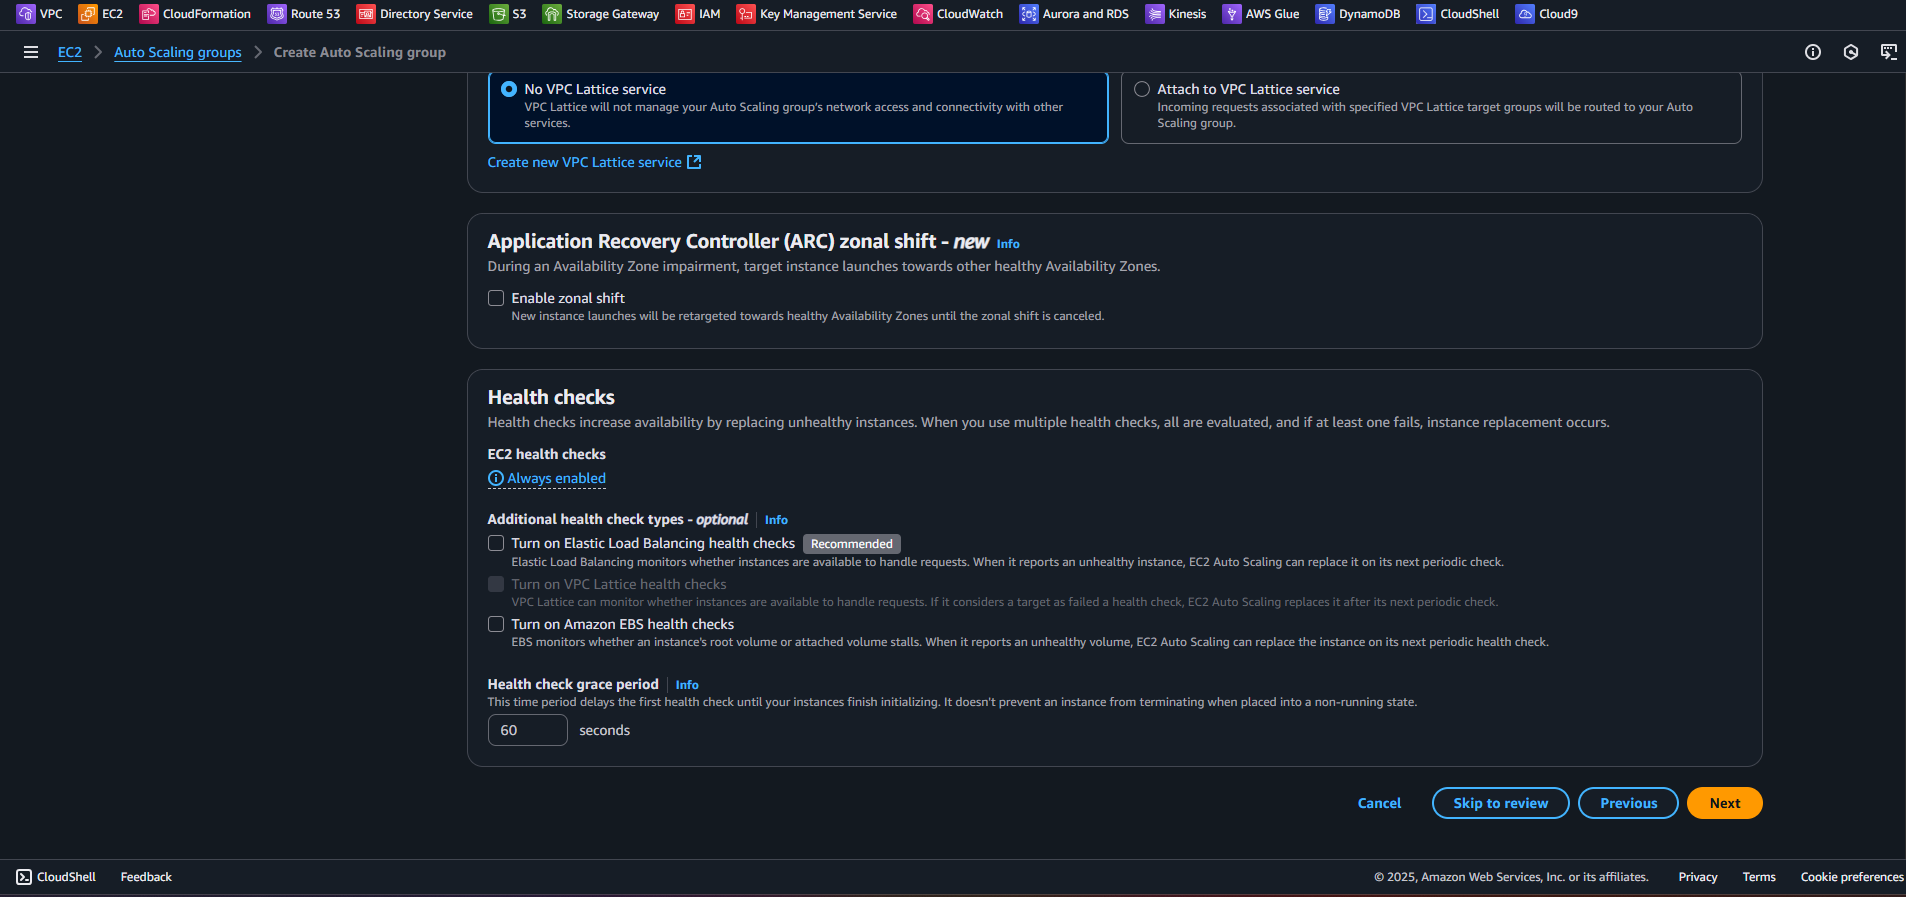 VPC EC2 CloudFormation Route 53 Directory Service S3 Storage Gateway IAM Key Management Service CloudWatch Aurora and RDS Kinesis AWS Glue DynamoDB CloudShell Cloud9
EC2 > Auto Scaling groups > Create Auto Scaling group
No VPC Lattice service
VPC Lattice will not manage your Auto Scaling group's network access and connectivity with other
services.
Attach to VPC Lattice service
Incoming requests associated with specified VPC Lattice target groups will be routed to your Auto
Scaling group.
Create new VPC Lattice service
Application Recovery Controller (ARC) zonal shift - new Info
During an Availability Zone impairment, target instance launches towards other healthy Availability Zones.
Enable zonal shift
New instance launches will be retargeted towards healthy Availability Zones until the zonal shift is canceled.
Health checks
Health checks increase availability by replacing unhealthy instances. When you use multiple health checks, all are evaluated, and if at least one fails, instance replacement occurs.
EC2 health checks
Always enabled
Additional health check types - optional Info
Turn on Elastic Load Balancing health checks Recommended
Elastic Load Balancing monitors whether instances are available to handle requests. When it reports an unhealthy instance, EC2 Auto Scaling can replace it on its next periodic check.
Turn on VPC Lattice health checks
VPC Lattice can monitor whether instances are available to handle requests. If it considers a target as failed a health check, EC2 Auto Scaling replaces it after its next periodic check.
Turn on Amazon EBS health checks
EBS monitors whether an instance's root volume or attached volume stalls. When it reports an unhealthy volume, EC2 Auto Scaling can replace the instance on its next periodic health check.
Health check grace period Info
This time period delays the first health check until your instances finish initializing. It doesn't prevent an instance from terminating when placed into a non-running state.
60 seconds
Cancel Skip to review Previous Next
CloudShell Feedback © 2025, Amazon Web Services, Inc. or its affiliates. Privacy Terms Cookie preferences